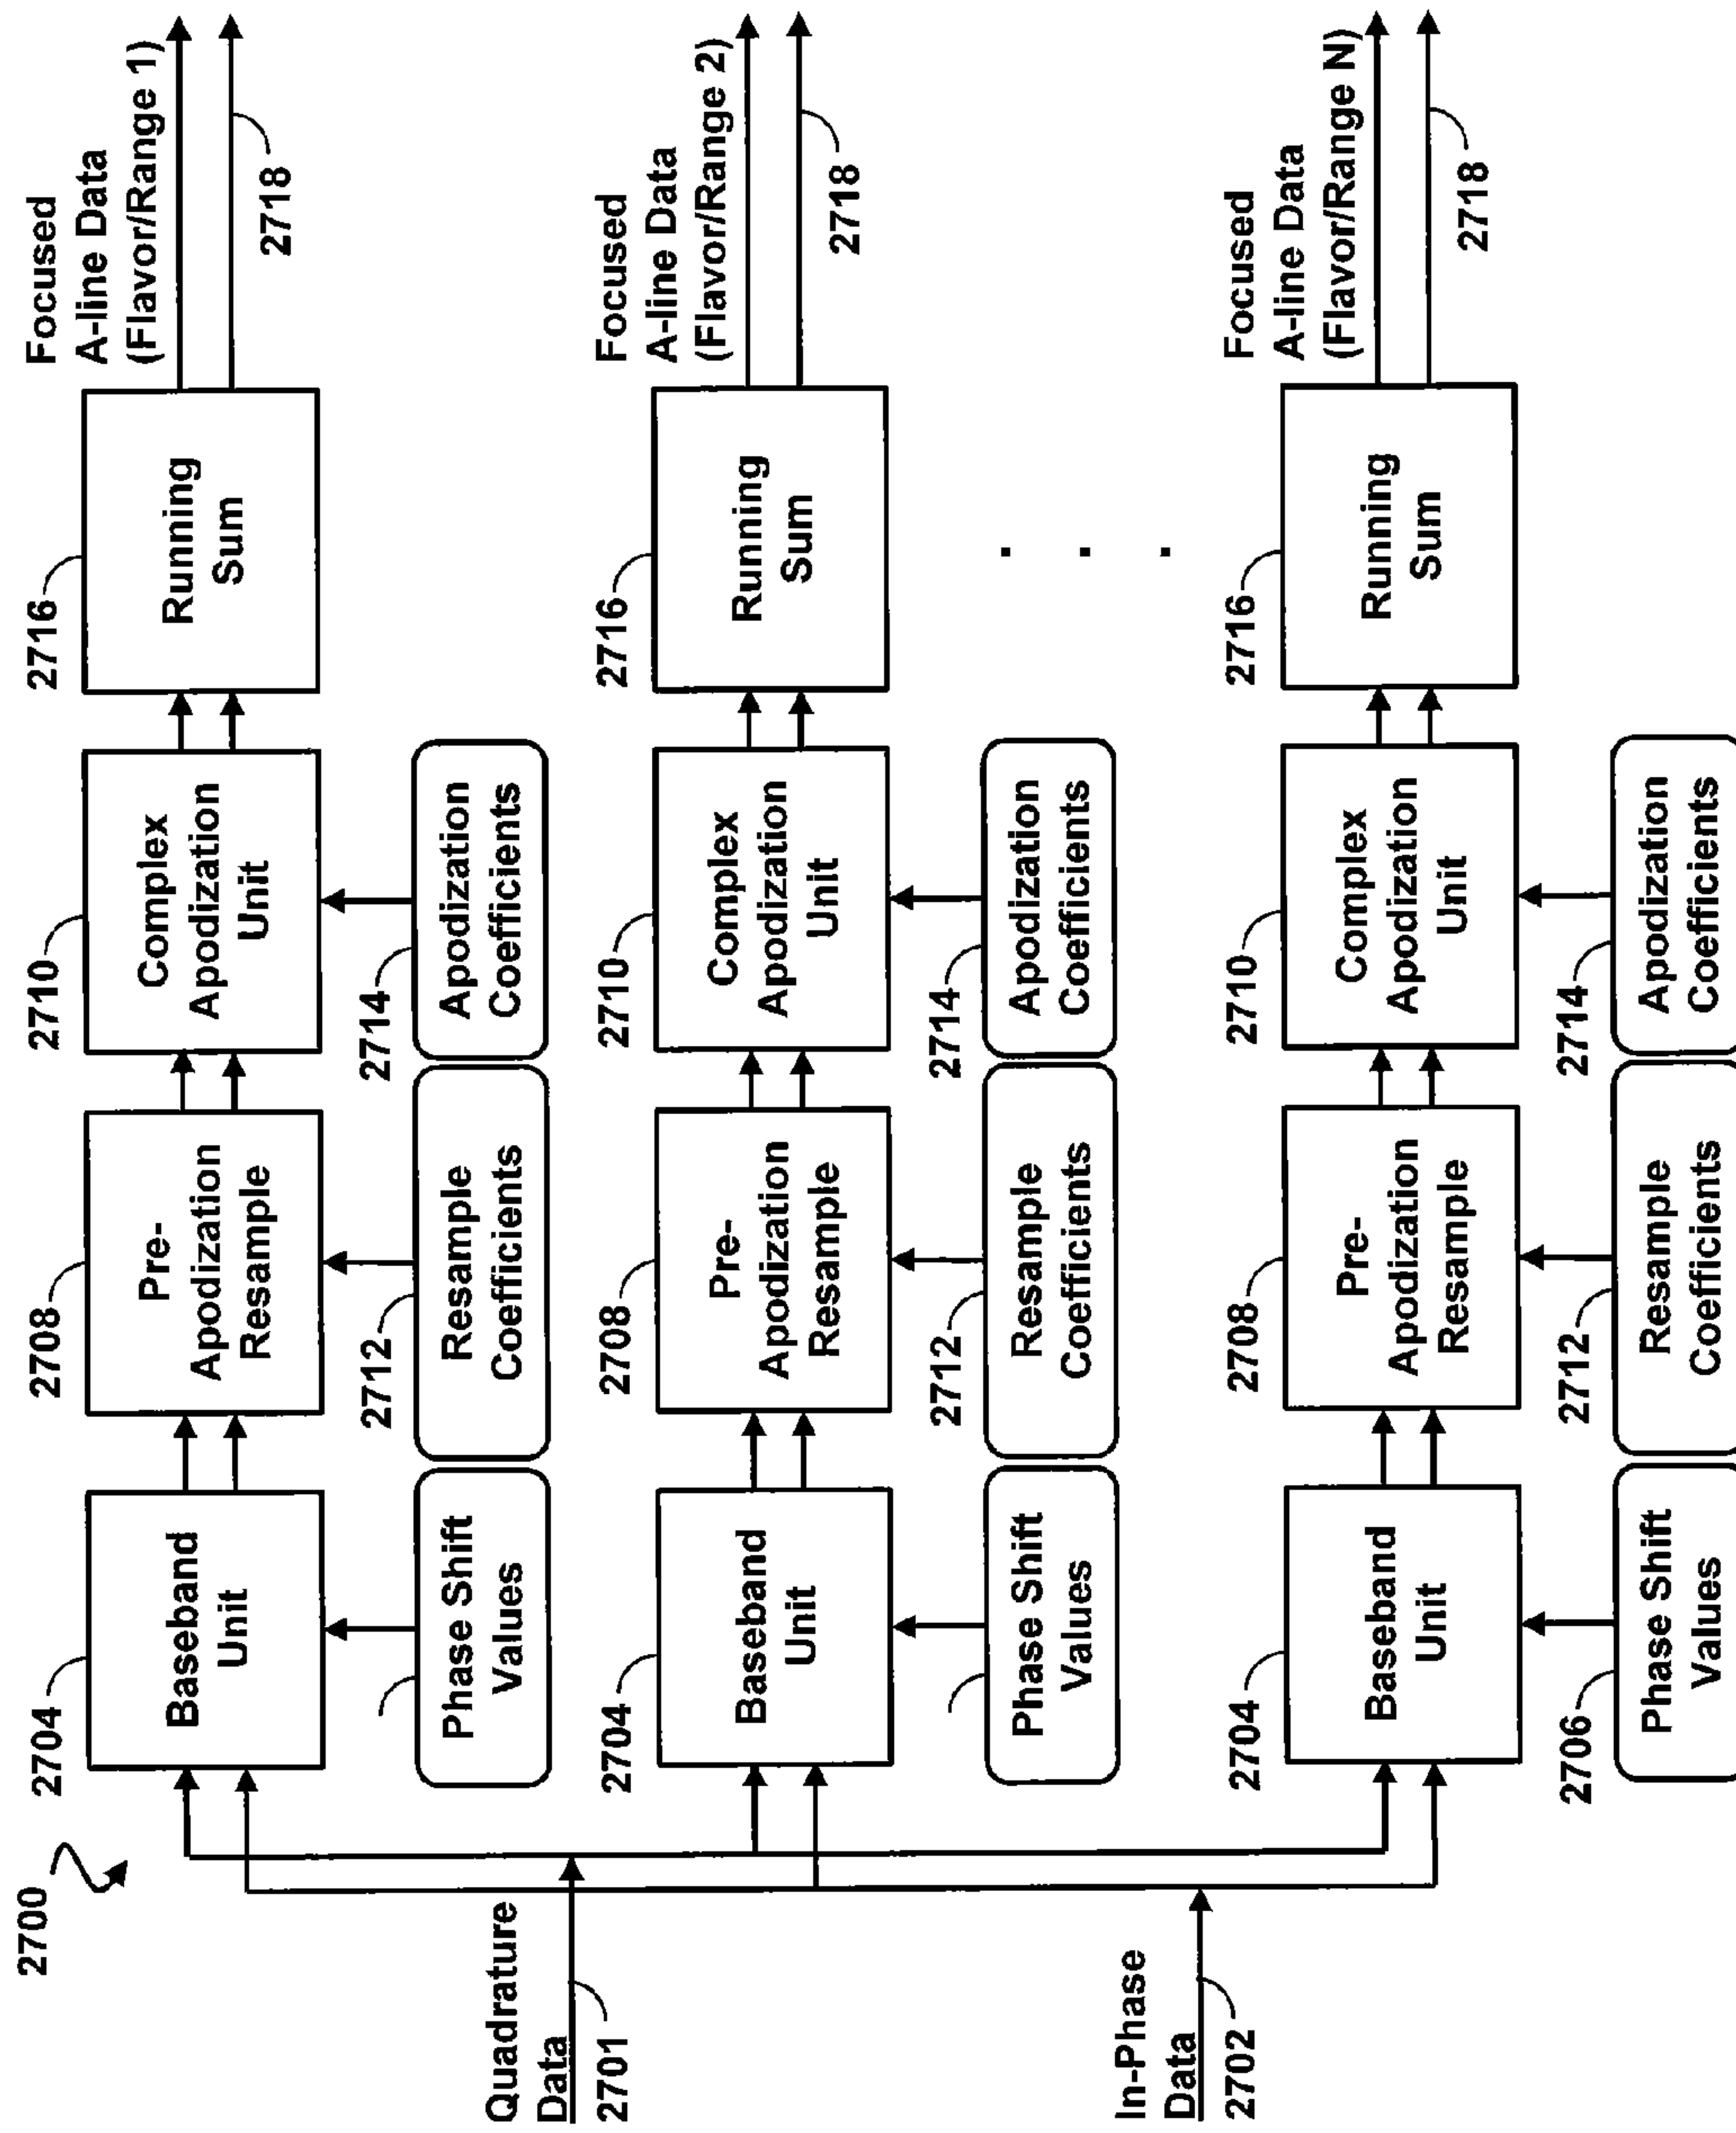 2700
Quadrature
Data
2701
In-Phase
Data
2702
2704
Baseband
Unit
Phase Shift
Values
2708
Pre-
Apodization
Resample
2712
Resample
Coefficients
2710
Complex
Apodization
Unit
2714
Apodization
Coefficients
2716
Running
Sum
Focused
A-line Data
(Flavor/Range 1)
2718
2704
Baseband
Unit
Phase Shift
Values
2708
Pre-
Apodization
Resample
2712
Resample
Coefficients
2710
Complex
Apodization
Unit
2714
Apodization
Coefficients
2716
Running
Sum
Focused
A-line Data
(Flavor/Range 2)
2718
. . .
2704
Baseband
Unit
2706
Phase Shift
Values
2708
Pre-
Apodization
Resample
2712
Resample
Coefficients
2710
Complex
Apodization
Unit
2714
Apodization
Coefficients
2716
Running
Sum
Focused
A-line Data
(Flavor/Range N)
2718